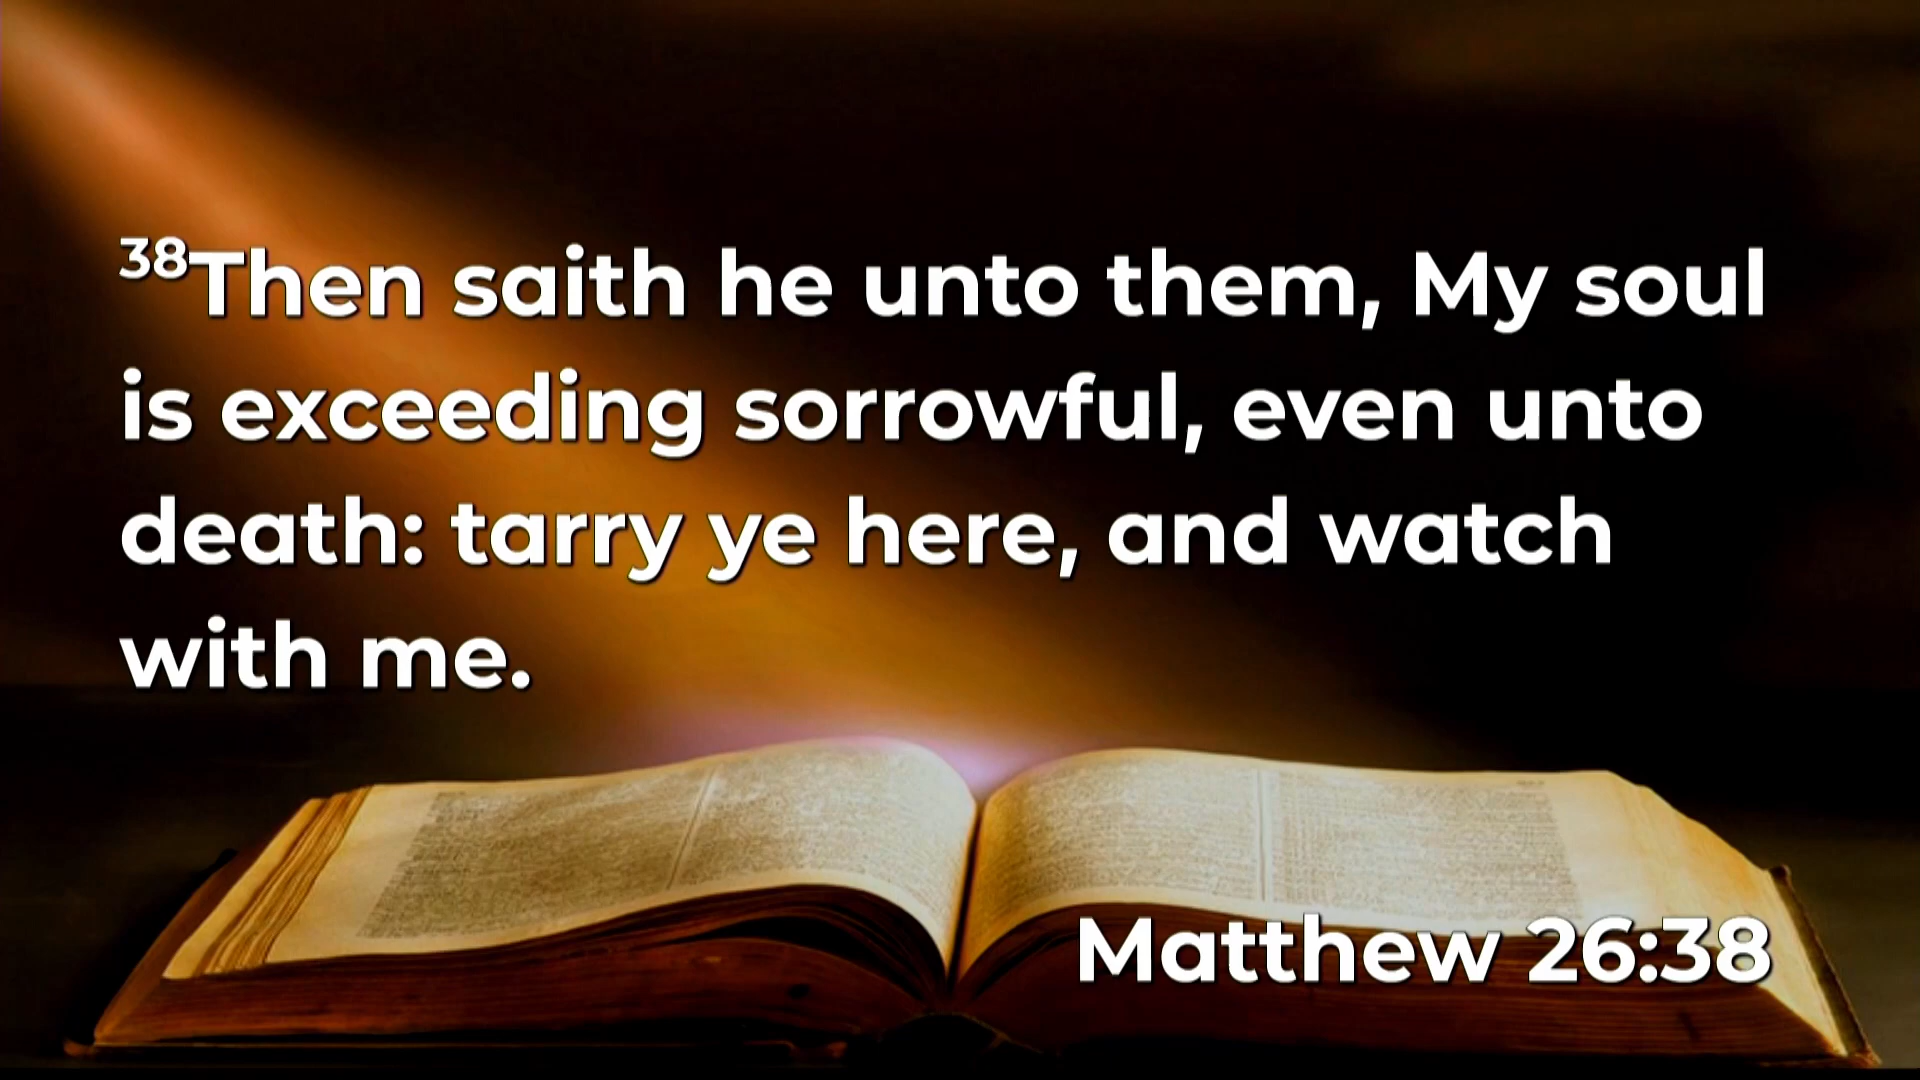 38Then saith he unto them, My soul
is exceeding sorrowful, even unto
death: tarry ye here, and watch
with me.
Matthew 26:38